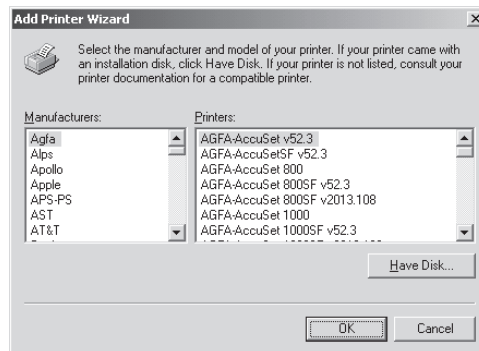 Add Printer Wizard
Select the manufacturer and model of your printer. If your printer came with
an installation disk, click Have Disk. If your printer is not listed, consult your
printer documentation for a compatible printer.
Manufacturers:
Agfa
Alps
Apollo
Apple
APS-PS
AST
AT&T
Printers:
AGFA-AccuSet v52.3
AGFA-AccuSetSF v52.3
AGFA-AccuSet 800
AGFA-AccuSet 800SF v52.3
AGFA-AccuSet 800SF v2013.108
AGFA-AccuSet 1000
AGFA-AccuSet 1000SF v52.3
Have Disk...
OK
Cancel